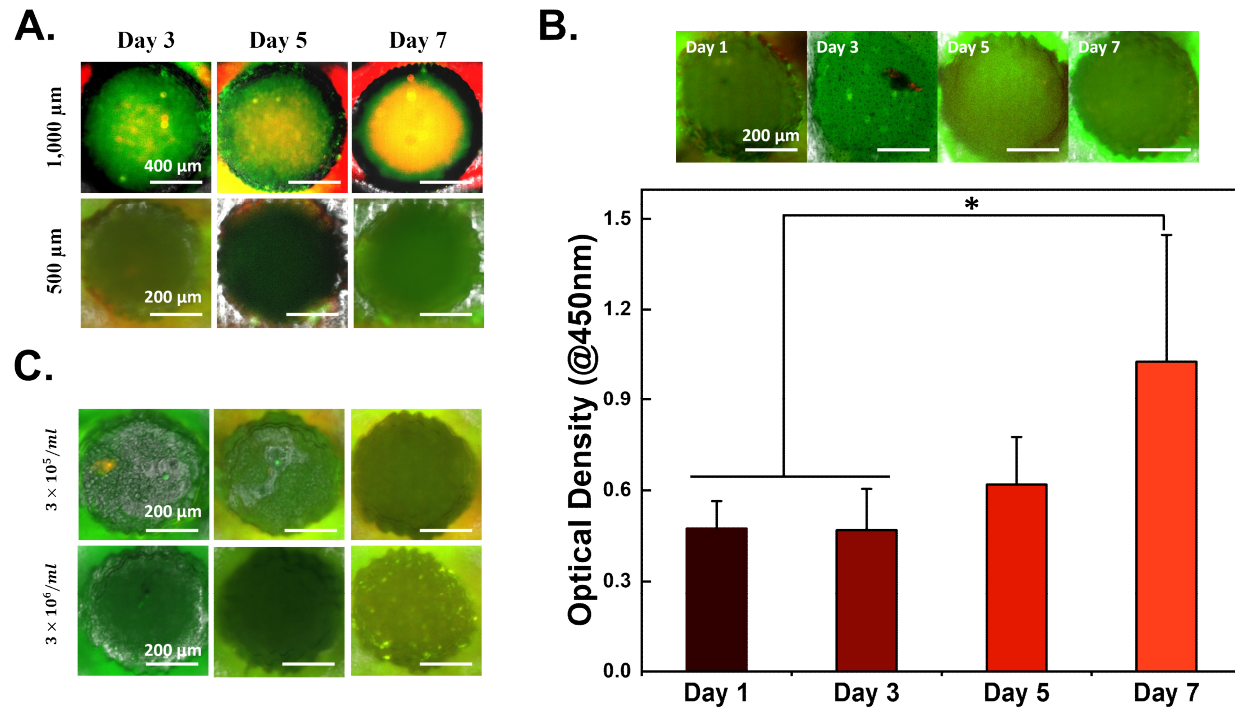 A.
Day 3 Day 5 Day 7
1,000 μm
400 μm
500 μm
200 μm
B.
Day 1 Day 3 Day 5 Day 7
200 μm
*
Optical Density (@450nm)
1.5
1.2
0.9
0.6
0.3
0.0
Day 1 Day 3 Day 5 Day 7
C.
3 × 10⁵/ml
200 μm
3 × 10⁶/ml
200 μm